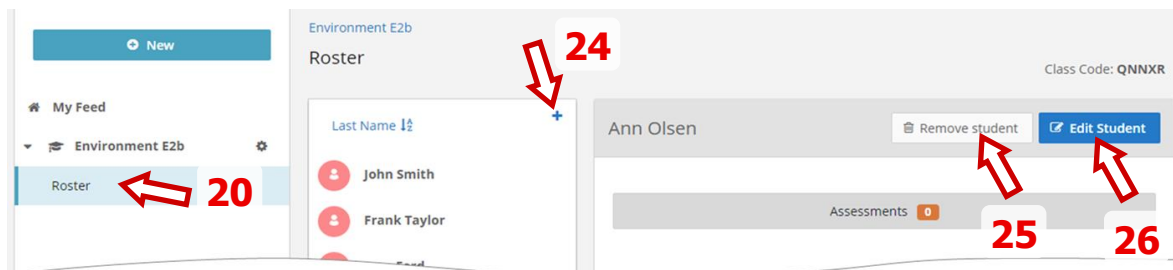 New
My Feed
Environment E2b
Roster
20
Environment E2b
Roster
24
Class Code: QNNXR
Last Name
+
John Smith
Frank Taylor
Ann Olsen
Remove student
Edit Student
Assessments 0
25
26